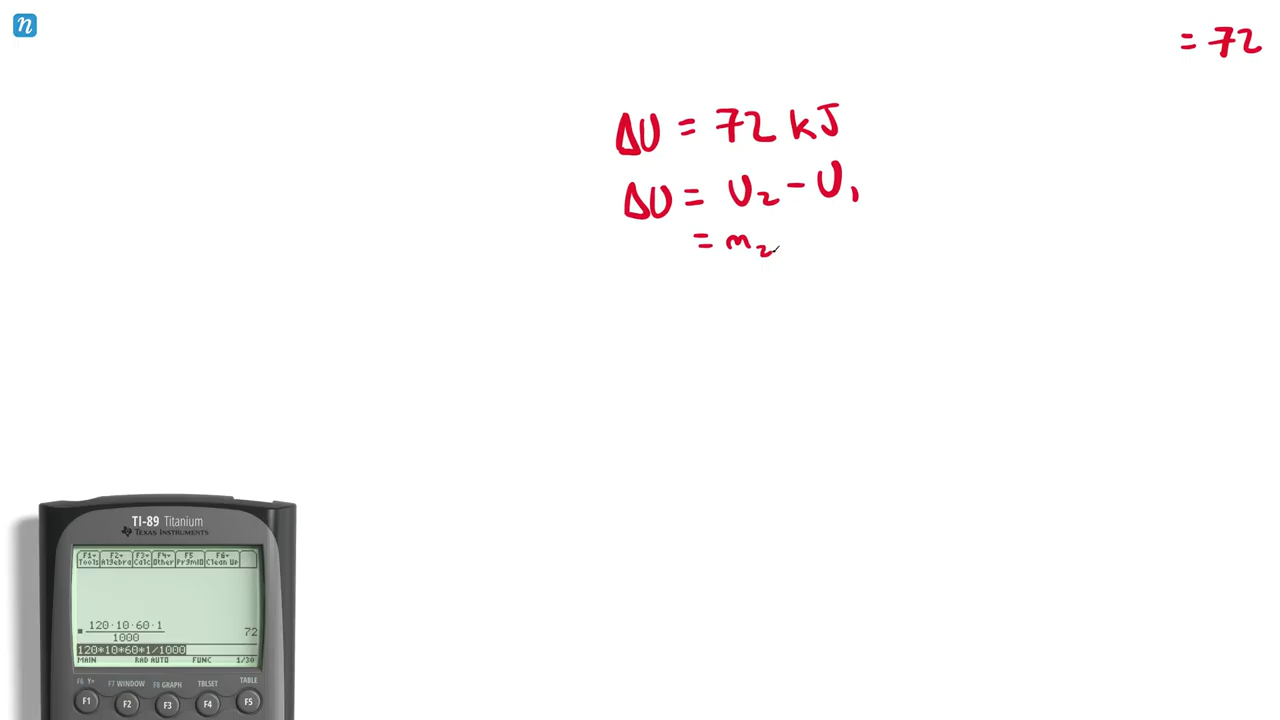 n
= 72
ΔU = 72 kJ
ΔU = U₂ - U₁
= m₂
TI-89 Titanium
TEXAS INSTRUMENTS
F1 F2 F3 F4 F5 F6
Tools Algebra Calc Other PrgmIO Clean Up
120·10·60·1
1000
72
120*10*60*1/1000
MAIN RAD AUTO FUNC 1/30
F6 Y= F7 WINDOW F8 GRAPH TBLSET TABLE
F1 F2 F3 F4 F5